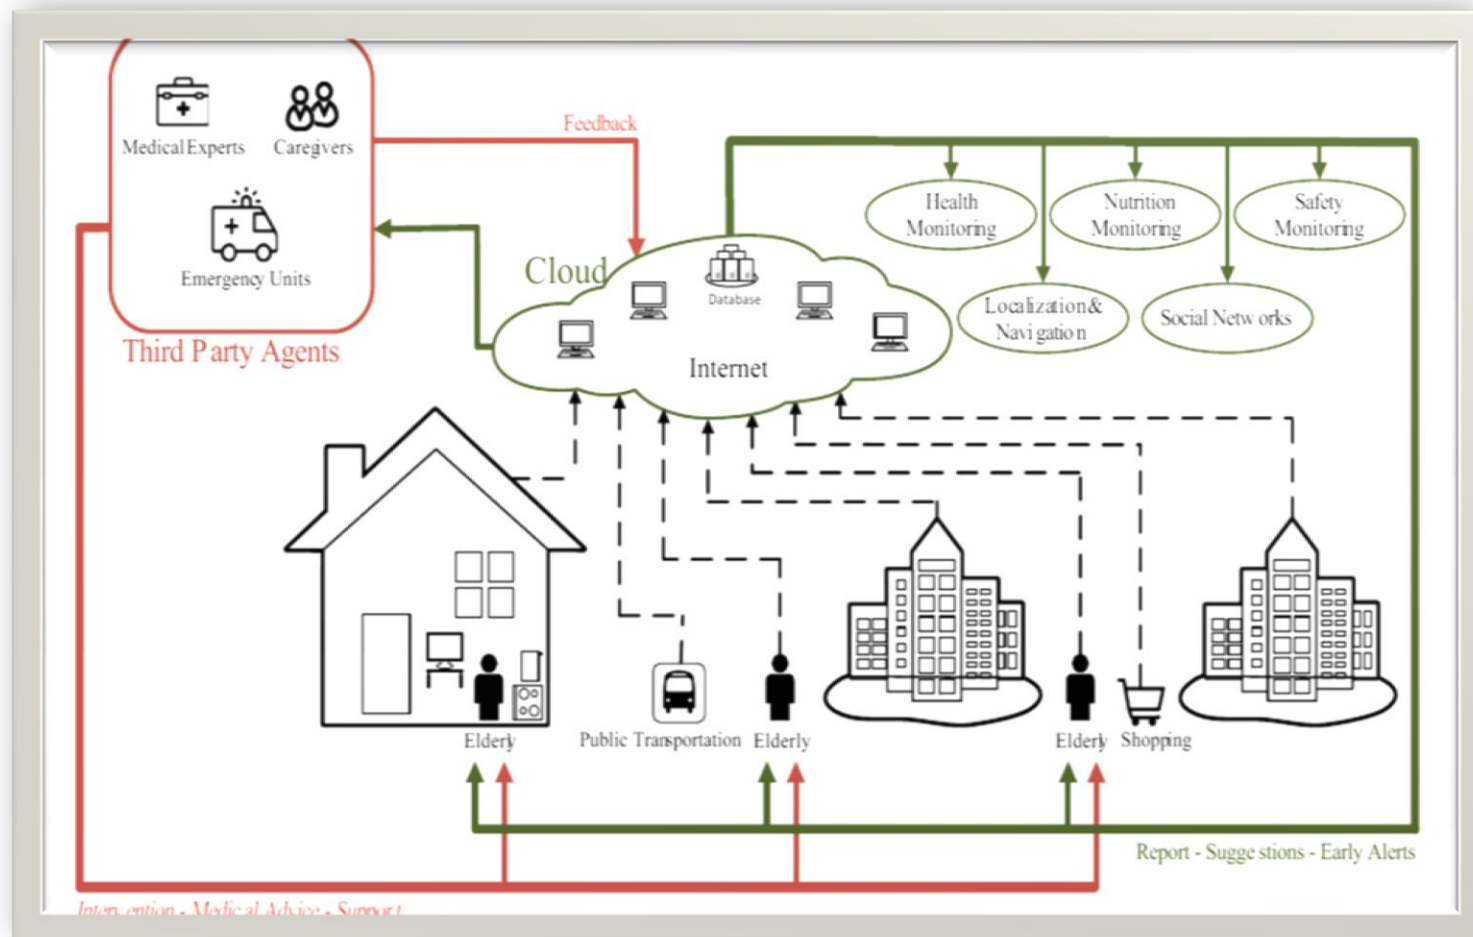 Medical Experts
Caregivers
Emergency Units
Third Party Agents
Feedback
Cloud
Database
Internet
Health
Monitoring
Nutrition
Monitoring
Safety
Monitoring
Localization&
Navigation
Social Networks
Elderly
Public Transportation
Elderly
Elderly
Shopping
Report - Suggestions - Early Alerts
Intervention - Medical Advice - Support